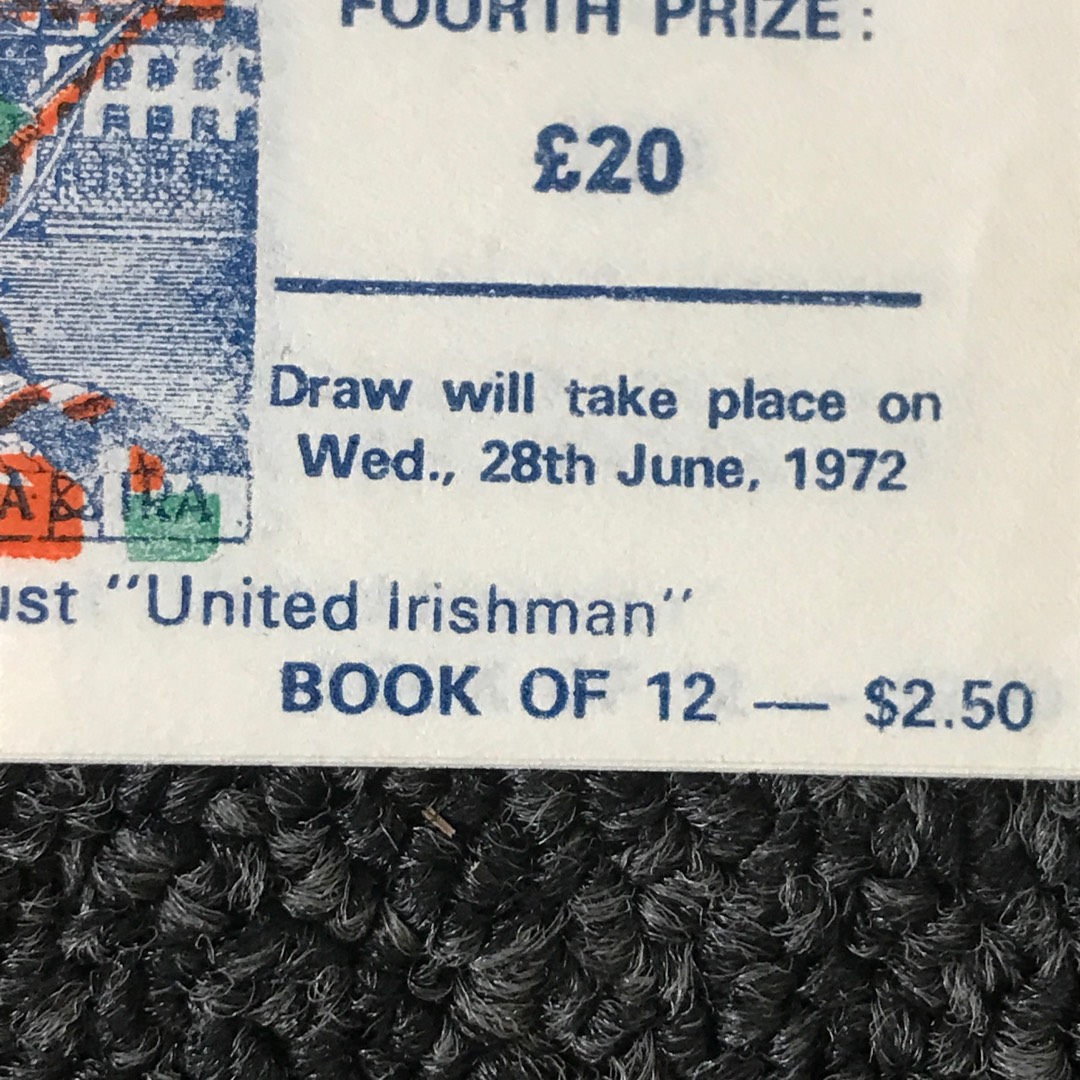 FOURTH PRIZE :
£20
Draw will take place on
Wed., 28th June, 1972
"United Irishman"
BOOK OF 12 — $2.50